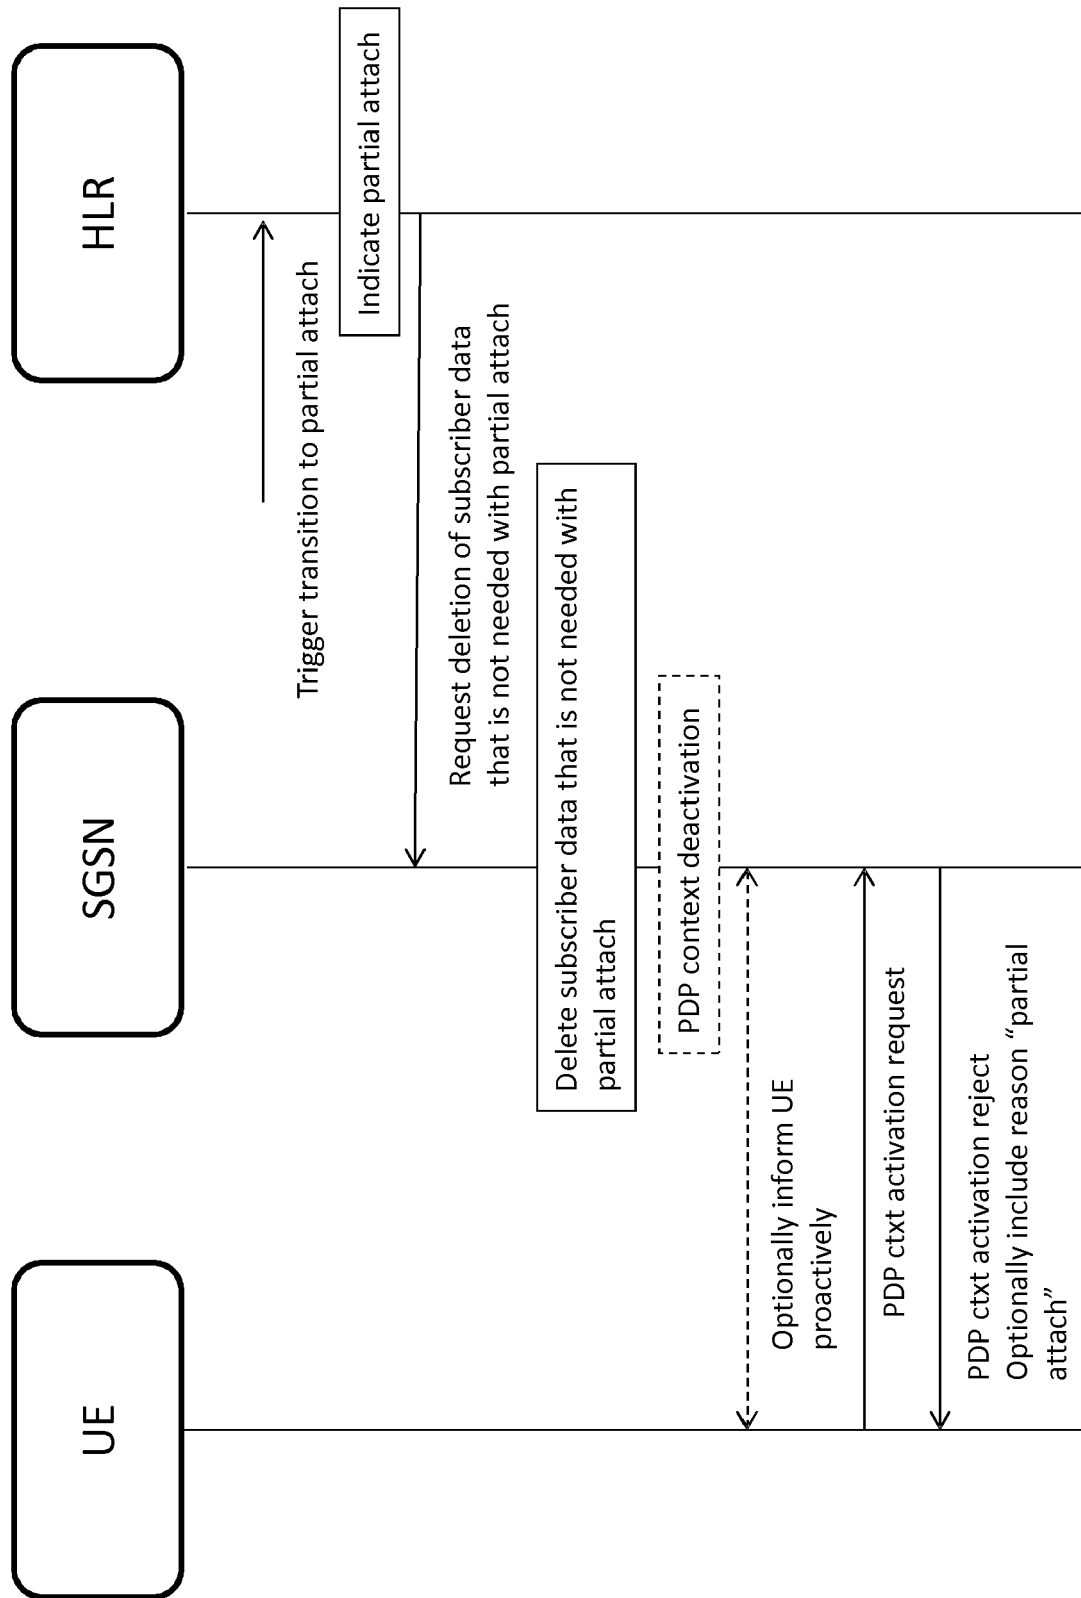 UE
SGSN
HLR
Trigger transition to partial attach
Indicate partial attach
Request deletion of subscriber data
that is not needed with partial attach
Delete subscriber data that is not needed with
partial attach
PDP context deactivation
Optionally inform UE
proactively
PDP ctxt activation request
PDP ctxt activation reject
Optionally include reason “partial
attach”